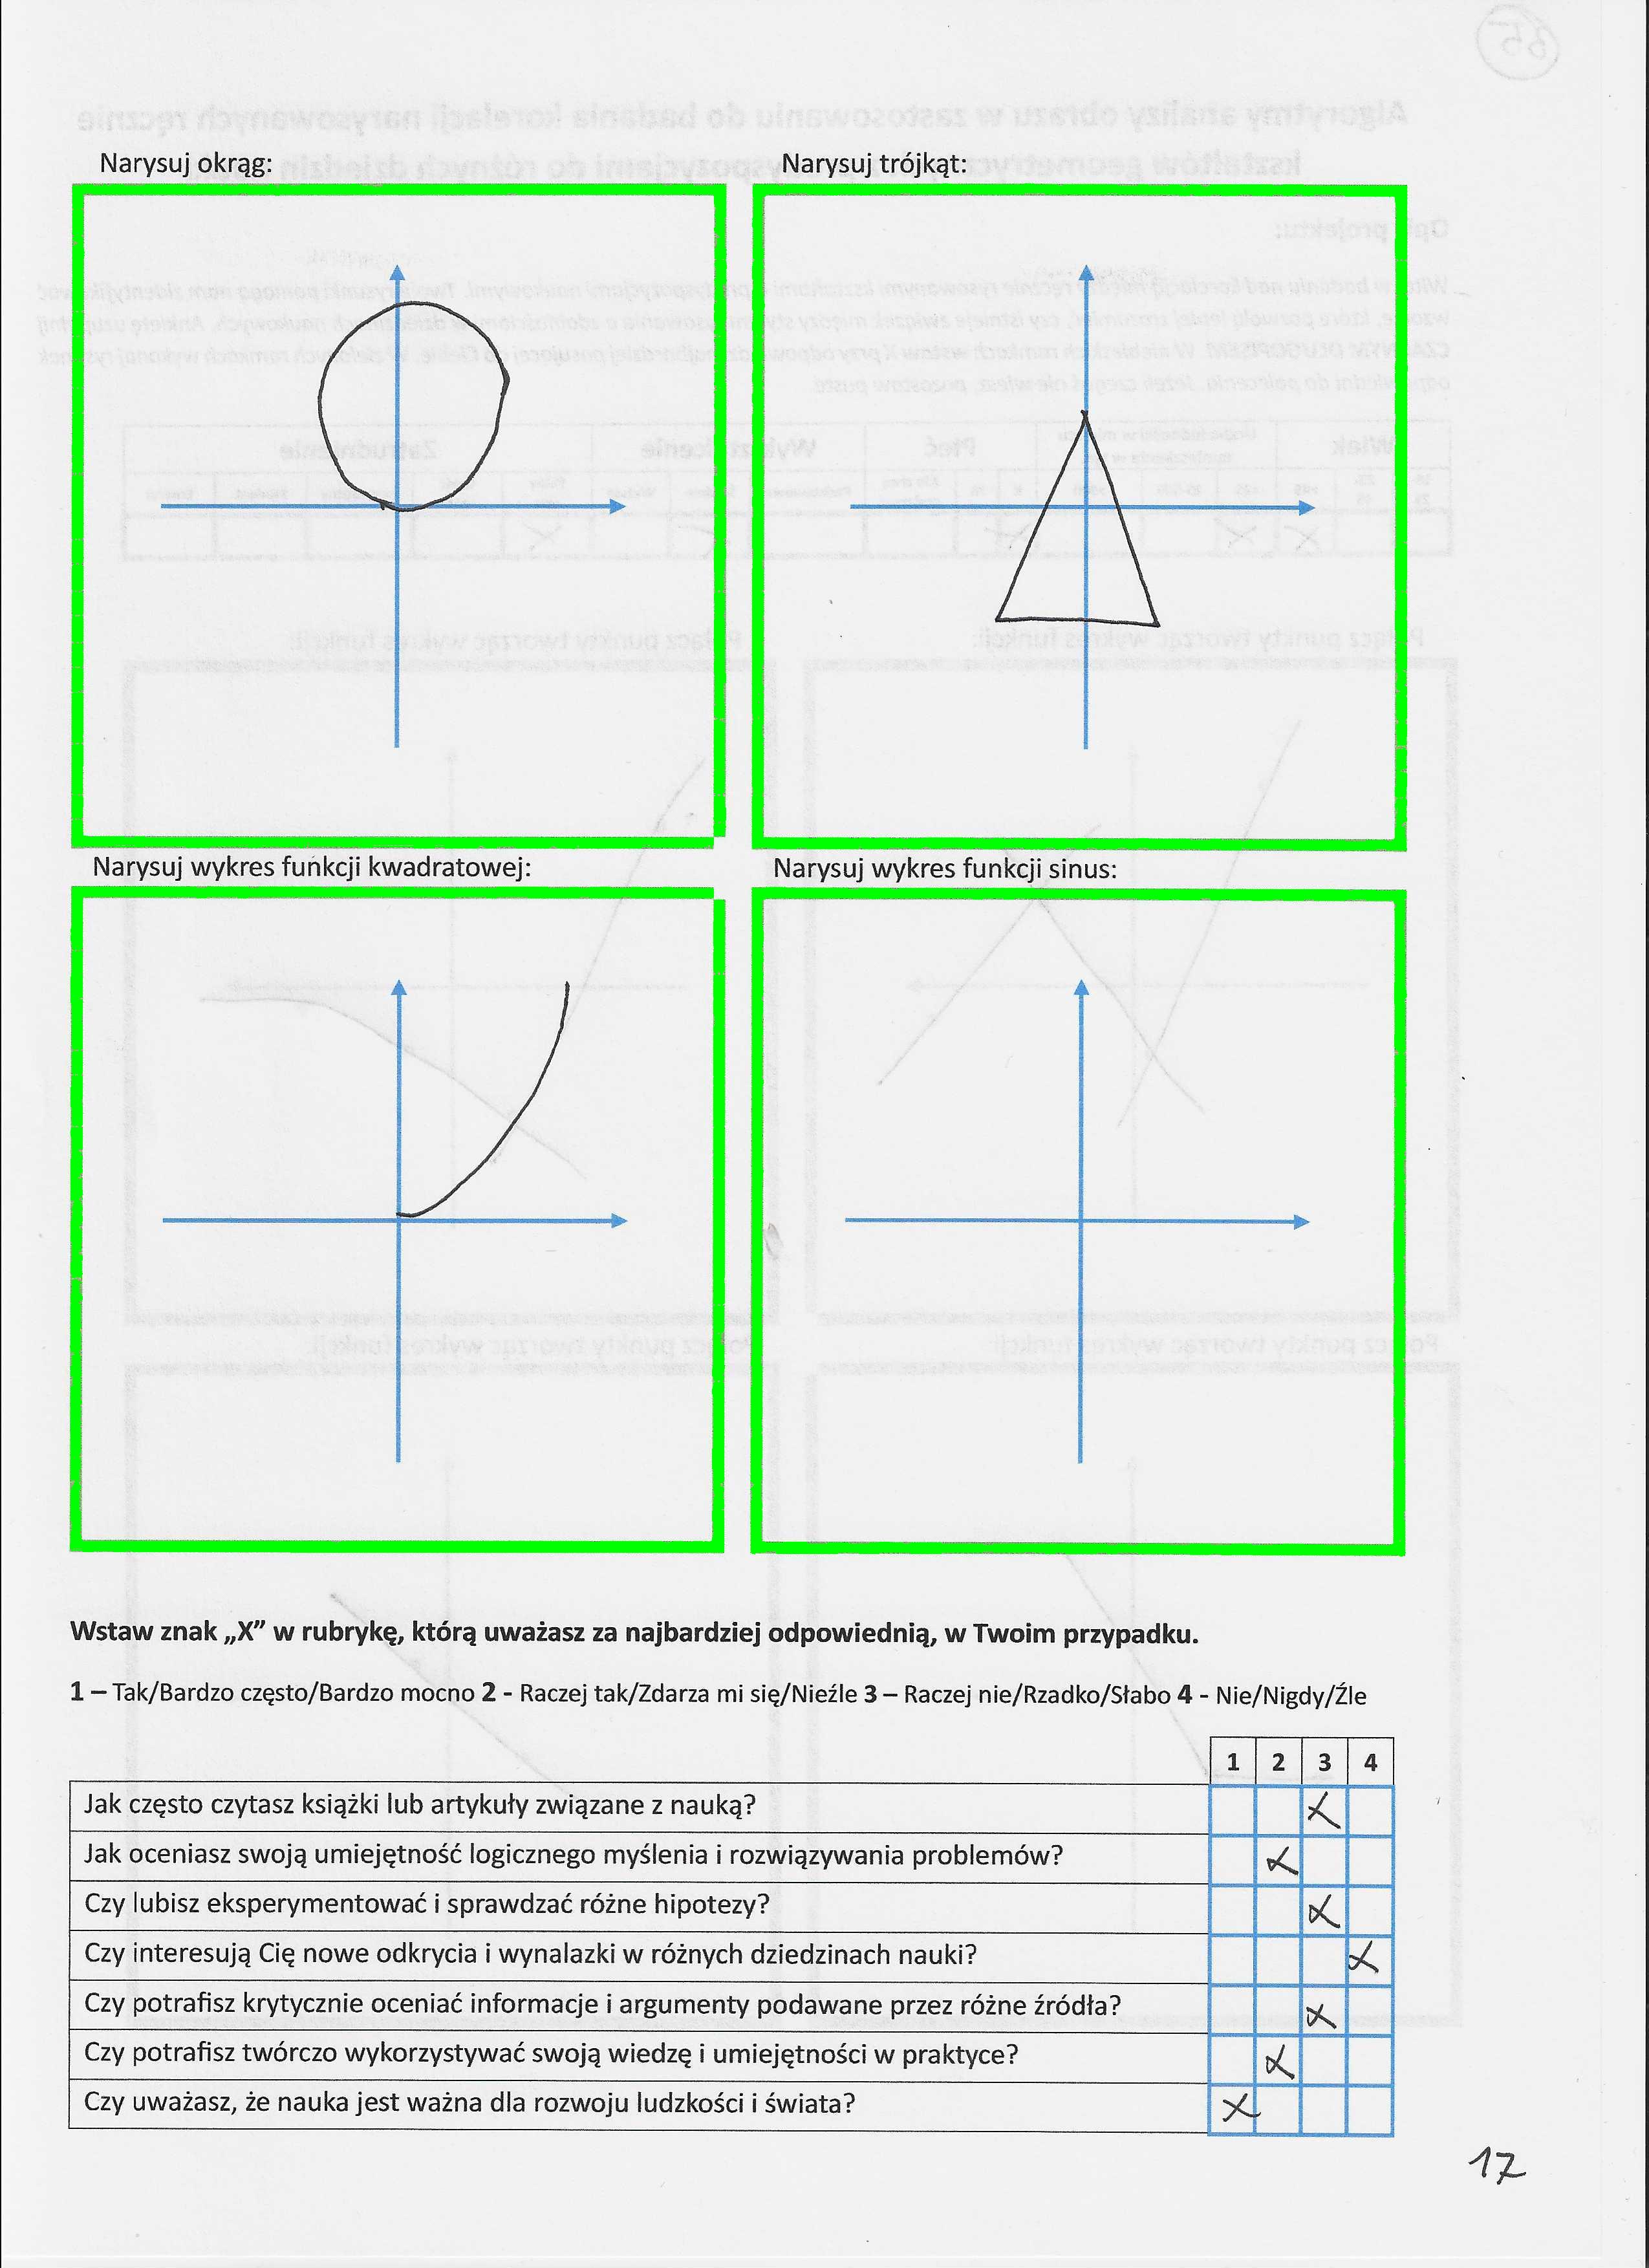 Narysuj okrąg:
Narysuj trójkąt:
Narysuj wykres funkcji kwadratowej:
Narysuj wykres funkcji sinus:
Wstaw znak „X” w rubrykę, którą uważasz za najbardziej odpowiednią, w Twoim przypadku.
1 – Tak/Bardzo często/Bardzo mocno 2 - Raczej tak/Zdarza mi się/Nieźle 3 – Raczej nie/Rzadko/Słabo 4 - Nie/Nigdy/Źle
1 2 3 4
Jak często czytasz książki lub artykuły związane z nauką? X
Jak oceniasz swoją umiejętność logicznego myślenia i rozwiązywania problemów? X
Czy lubisz eksperymentować i sprawdzać różne hipotezy? X
Czy interesują Cię nowe odkrycia i wynalazki w różnych dziedzinach nauki? X
Czy potrafisz krytycznie oceniać informacje i argumenty podawane przez różne źródła? X
Czy potrafisz twórczo wykorzystywać swoją wiedzę i umiejętności w praktyce? X
Czy uważasz, że nauka jest ważna dla rozwoju ludzkości i świata? X
17